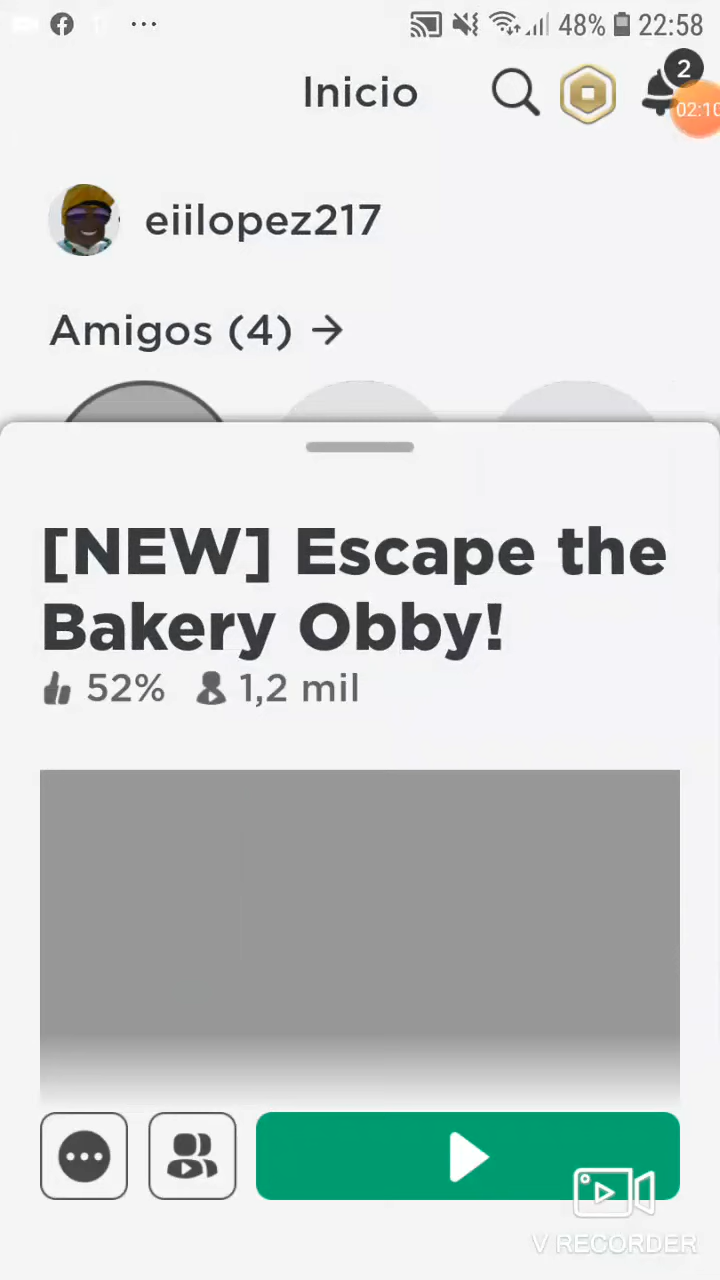 48% 22:58
Inicio
2
02:10
eiilopez217
Amigos (4) →
[NEW] Escape the
Bakery Obby!
52% 1,2 mil
V RECORDER